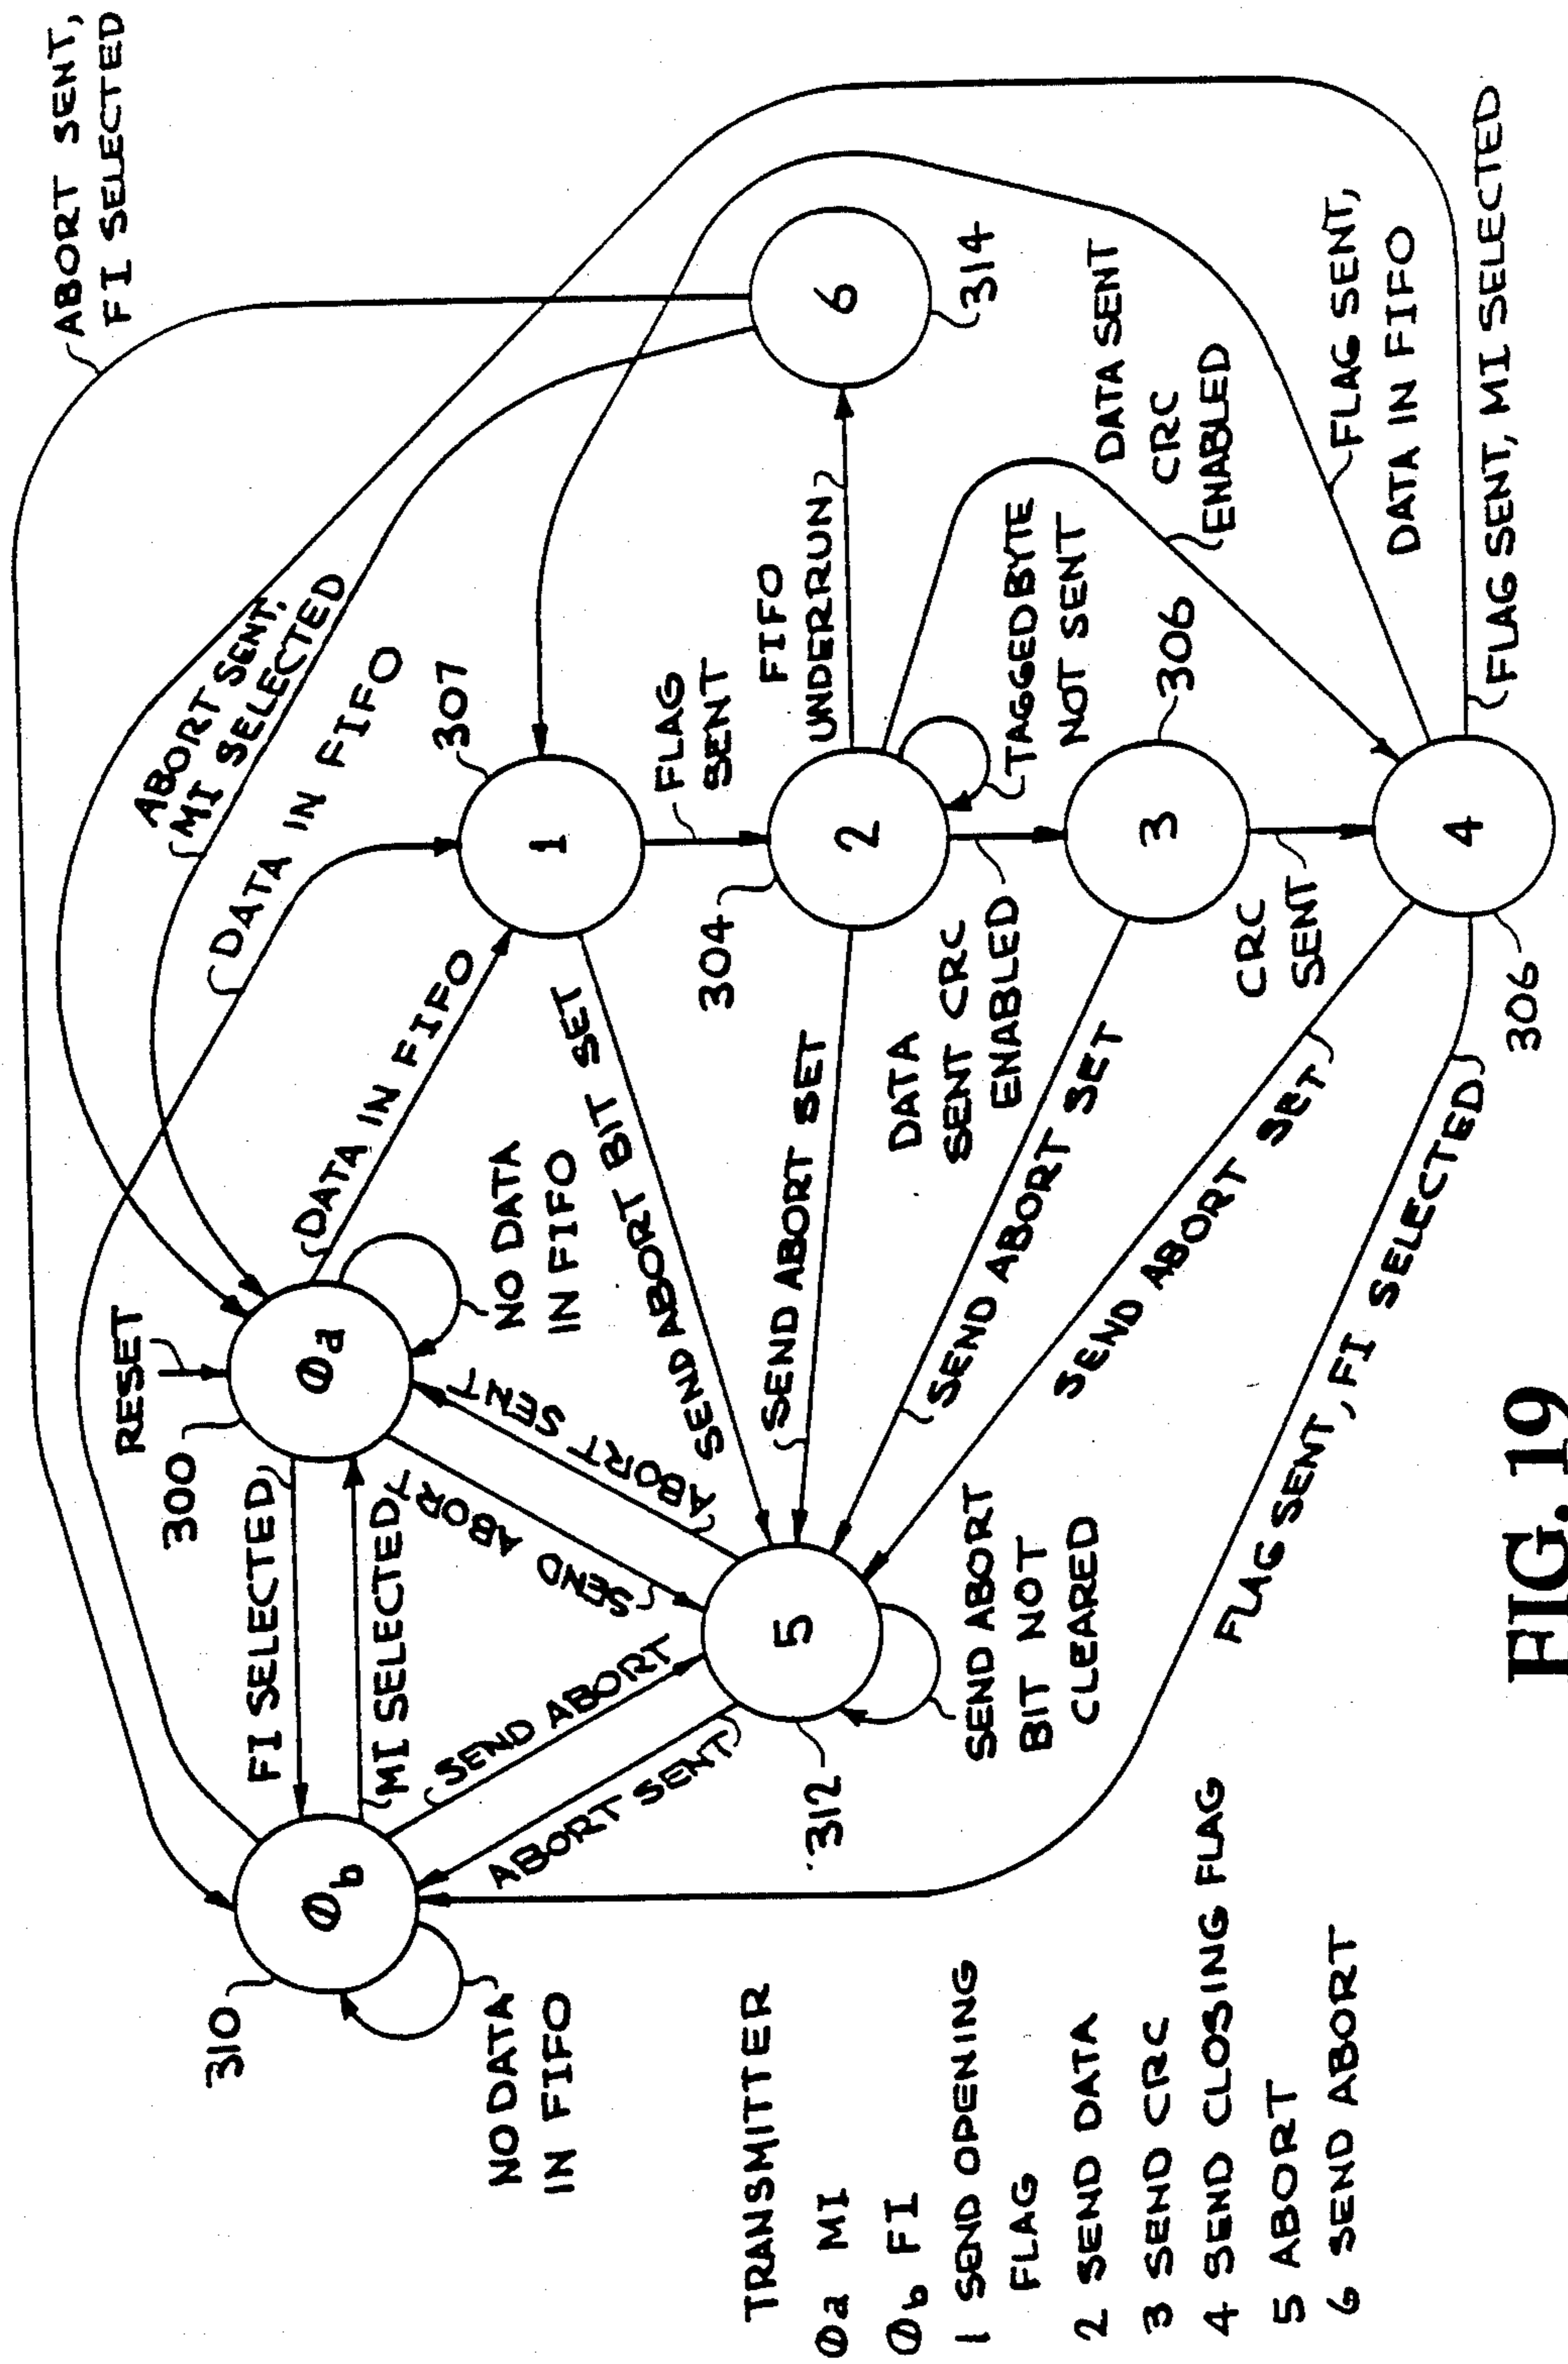 ABORT SENT,
FI SELECTED
ABORT SENT,
MI SELECTED
DATA IN FIFO
RESET
300
310
307
0a
0b
FI SELECTED
MI SELECTED
DATA IN FIFO
NO DATA
IN FIFO
NO DATA
IN FIFO
SEND ABORT
ABORT SENT
SEND ABORT
ABORT SENT
SEND ABORT BIT SET
1
FLAG
SENT
FIFO
UNDERRUN
6
314
5
312
SEND ABORT SET
304
2
TAGGED BYTE
NOT SENT
DATA SENT
CRC
ENABLED
DATA
SENT CRC
ENABLED
SEND ABORT
BIT NOT
CLEARED
SEND ABORT SET
3
306
CRC
SENT
SEND ABORT SET
4
306
FLAG SENT,
DATA IN FIFO
FLAG SENT, MI SELECTED
FLAG SENT, FI SELECTED
TRANSMITTER
0a MI
0b FI
1 SEND OPENING
FLAG
2 SEND DATA
3 SEND CRC
4 SEND CLOSING FLAG
5 ABORT
6 SEND ABORT
FIG. 19